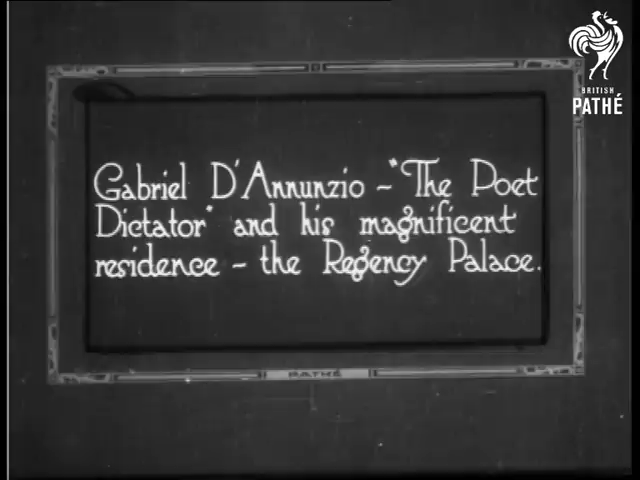 BRITISH
PATHÉ
Gabriel D'Annunzio - "The Poet
Dictator" and his magnificent
residence - the Regency Palace.
PATHÉ